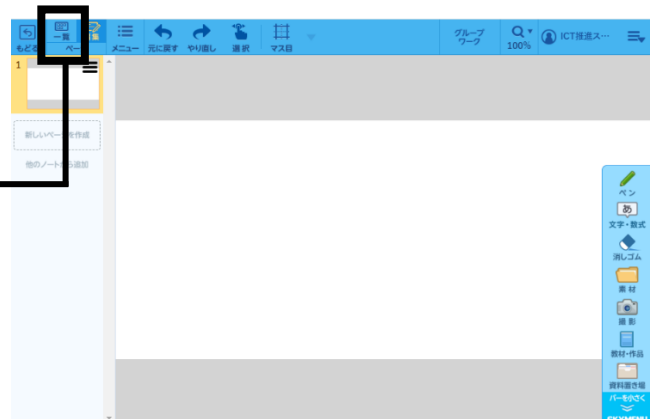 一覧
もどる
ペー
集
メニュー
元に戻す
やり直し
選択
マス目
グループ
ワーク
100%
ICT推進ス…
1
新しいページを作成
他のノートから追加
ペン
あ
文字・数式
消しゴム
素材
撮影
教材・作品
資料置き場
バーを小さく
SKYMENU